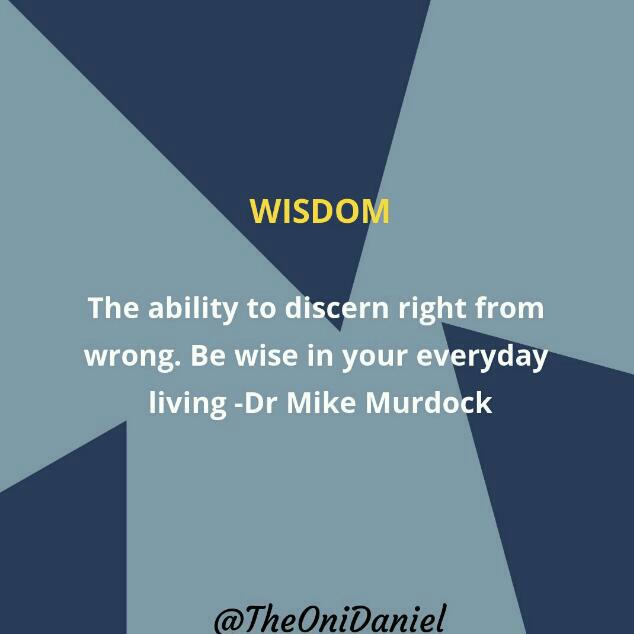 WISDOM
The ability to discern right from
wrong. Be wise in your everyday
living -Dr Mike Murdock
@TheOniDaniel